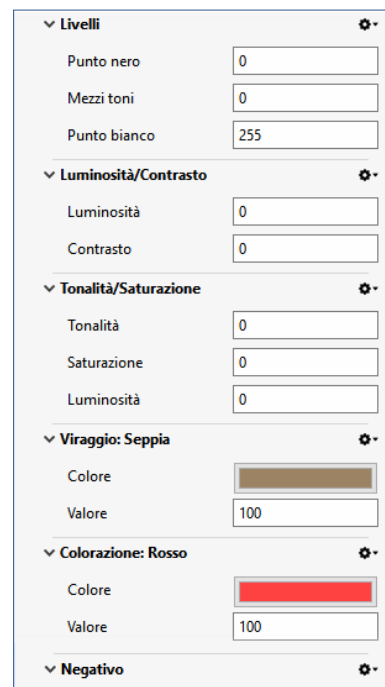 Livelli
Punto nero 0
Mezzi toni 0
Punto bianco 255
Luminosità/Contrasto
Luminosità 0
Contrasto 0
Tonalità/Saturazione
Tonalità 0
Saturazione 0
Luminosità 0
Viraggio: Seppia
Colore
Valore 100
Colorazione: Rosso
Colore
Valore 100
Negativo